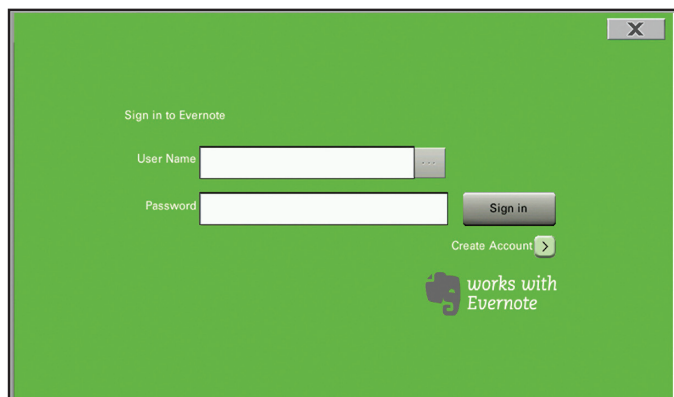 X
Sign in to Evernote
User Name
...
Password
Sign in
Create Account >
works with
Evernote